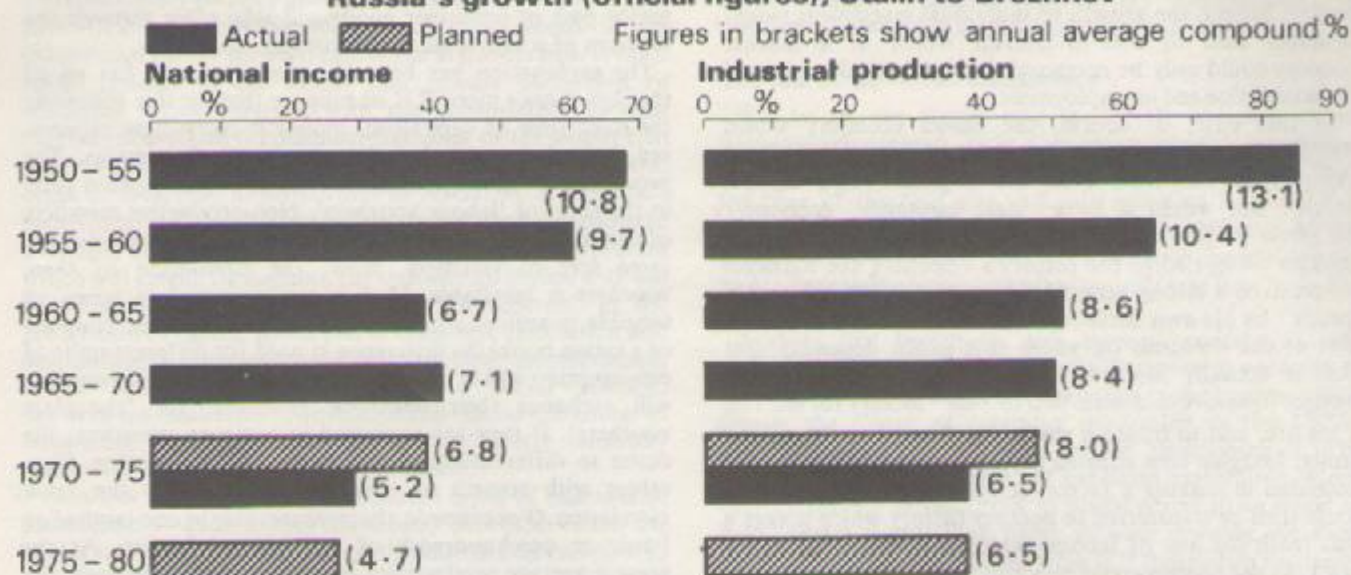 Russia's growth (official figures), Stalin to Brezhnev
Actual Planned Figures in brackets show annual average compound %
National income Industrial production
0 % 20 40 60 70 0 % 20 40 60 80 90
1950–55 (10·8) (13·1)
1955–60 (9·7) (10·4)
1960–65 (6·7) (8·6)
1965–70 (7·1) (8·4)
1970–75 (6·8) (8·0)
(5·2) (6·5)
1975–80 (4·7) (6·5)